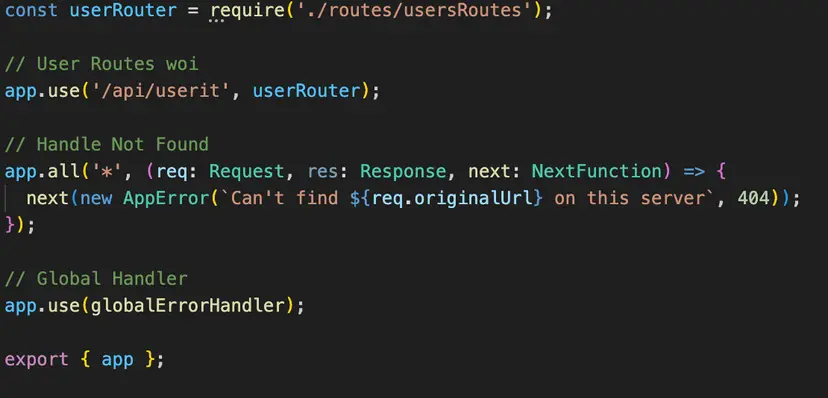 const userRouter = require('./routes/usersRoutes');
// User Routes woi
app.use('/api/userit', userRouter);
// Handle Not Found
app.all('*', (req: Request, res: Response, next: NextFunction) => {
next(new AppError(`Can't find ${req.originalUrl} on this server`, 404));
});
// Global Handler
app.use(globalErrorHandler);
export { app };